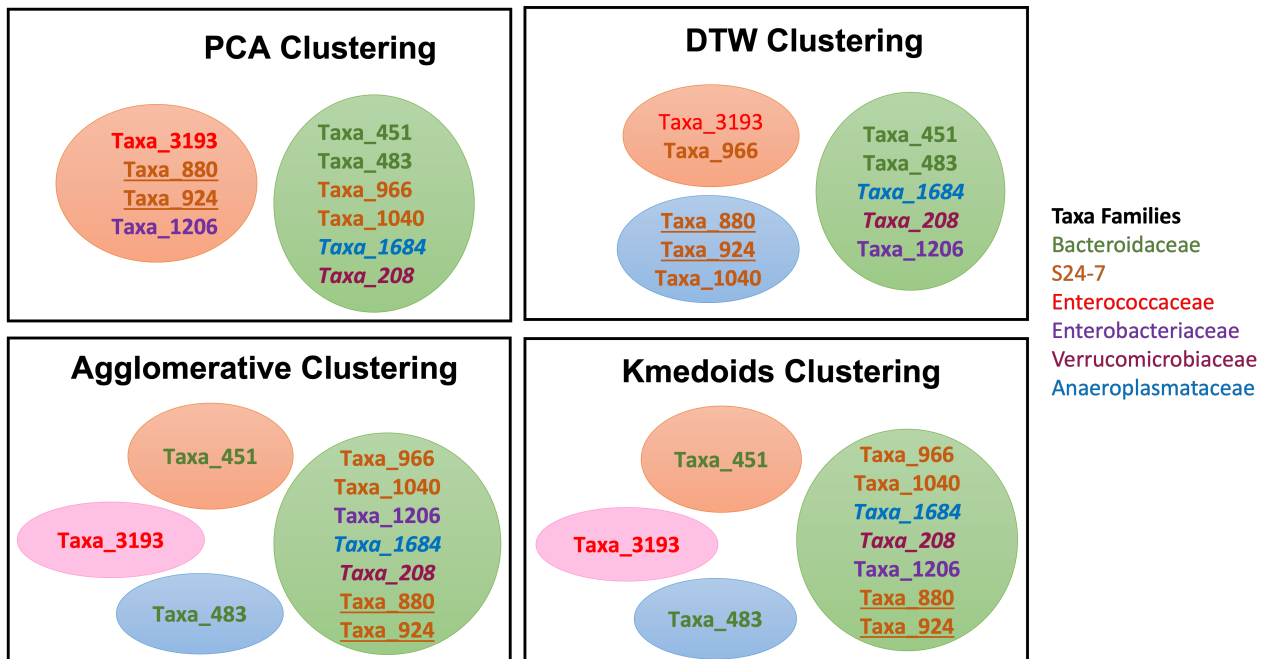 PCA Clustering
Taxa_3193
Taxa_880
Taxa_924
Taxa_1206
Taxa_451
Taxa_483
Taxa_966
Taxa_1040
Taxa_1684
Taxa_208
DTW Clustering
Taxa_3193
Taxa_966
Taxa_880
Taxa_924
Taxa_1040
Taxa_451
Taxa_483
Taxa_1684
Taxa_208
Taxa_1206
Agglomerative Clustering
Taxa_451
Taxa_3193
Taxa_483
Taxa_966
Taxa_1040
Taxa_1206
Taxa_1684
Taxa_208
Taxa_880
Taxa_924
Kmedoids Clustering
Taxa_451
Taxa_3193
Taxa_483
Taxa_966
Taxa_1040
Taxa_1684
Taxa_208
Taxa_1206
Taxa_880
Taxa_924
Taxa Families
Bacteroidaceae
S24-7
Enterococcaceae
Enterobacteriaceae
Verrucomicrobiaceae
Anaeroplasmataceae